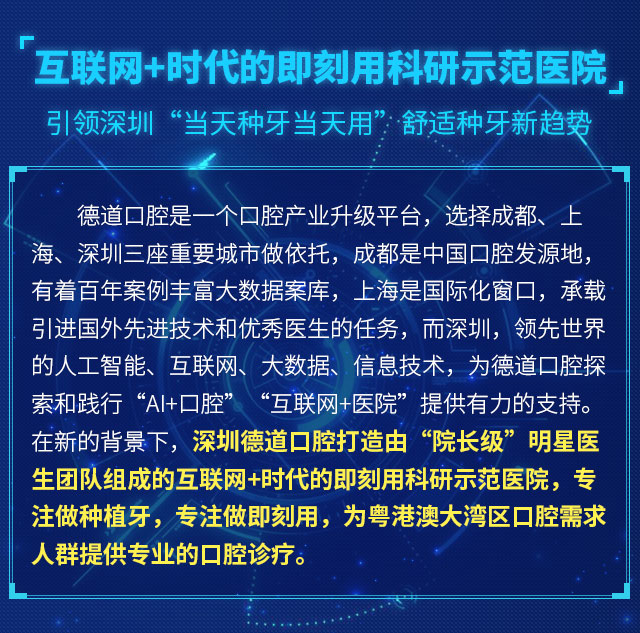 互联网+时代的即刻用科研示范医院
引领深圳“当天种牙当天用”舒适种牙新趋势
德道口腔是一个口腔产业升级平台，选择成都、上
海、深圳三座重要城市做依托，成都是中国口腔发源地，
有着百年案例丰富大数据案库，上海是国际化窗口，承载
引进国外先进技术和优秀医生的任务，而深圳，领先世界
的人工智能、互联网、大数据、信息技术，为德道口腔探
索和践行“AI+口腔”“互联网+医院”提供有力的支持。
在新的背景下，深圳德道口腔打造由“院长级”明星医
生团队组成的互联网+时代的即刻用科研示范医院，专
注做种植牙，专注做即刻用，为粤港澳大湾区口腔需求
人群提供专业的口腔诊疗。